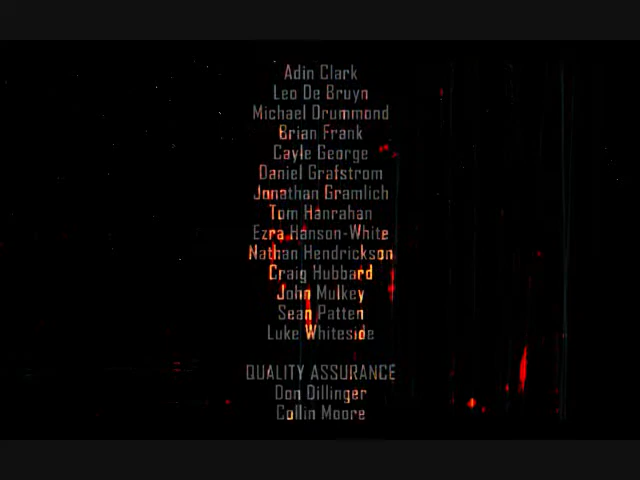 Adin Clark
Leo De Bruyn
Michael Drummond
Brian Frank
Cayle George
Daniel Grafstrom
Jonathan Gramlich
Tom Hanrahan
Ezra Hanson-White
Nathan Hendrickson
Craig Hubbard
John Mulkey
Sean Patten
Luke Whiteside
QUALITY ASSURANCE
Don Dillinger
Collin Moore